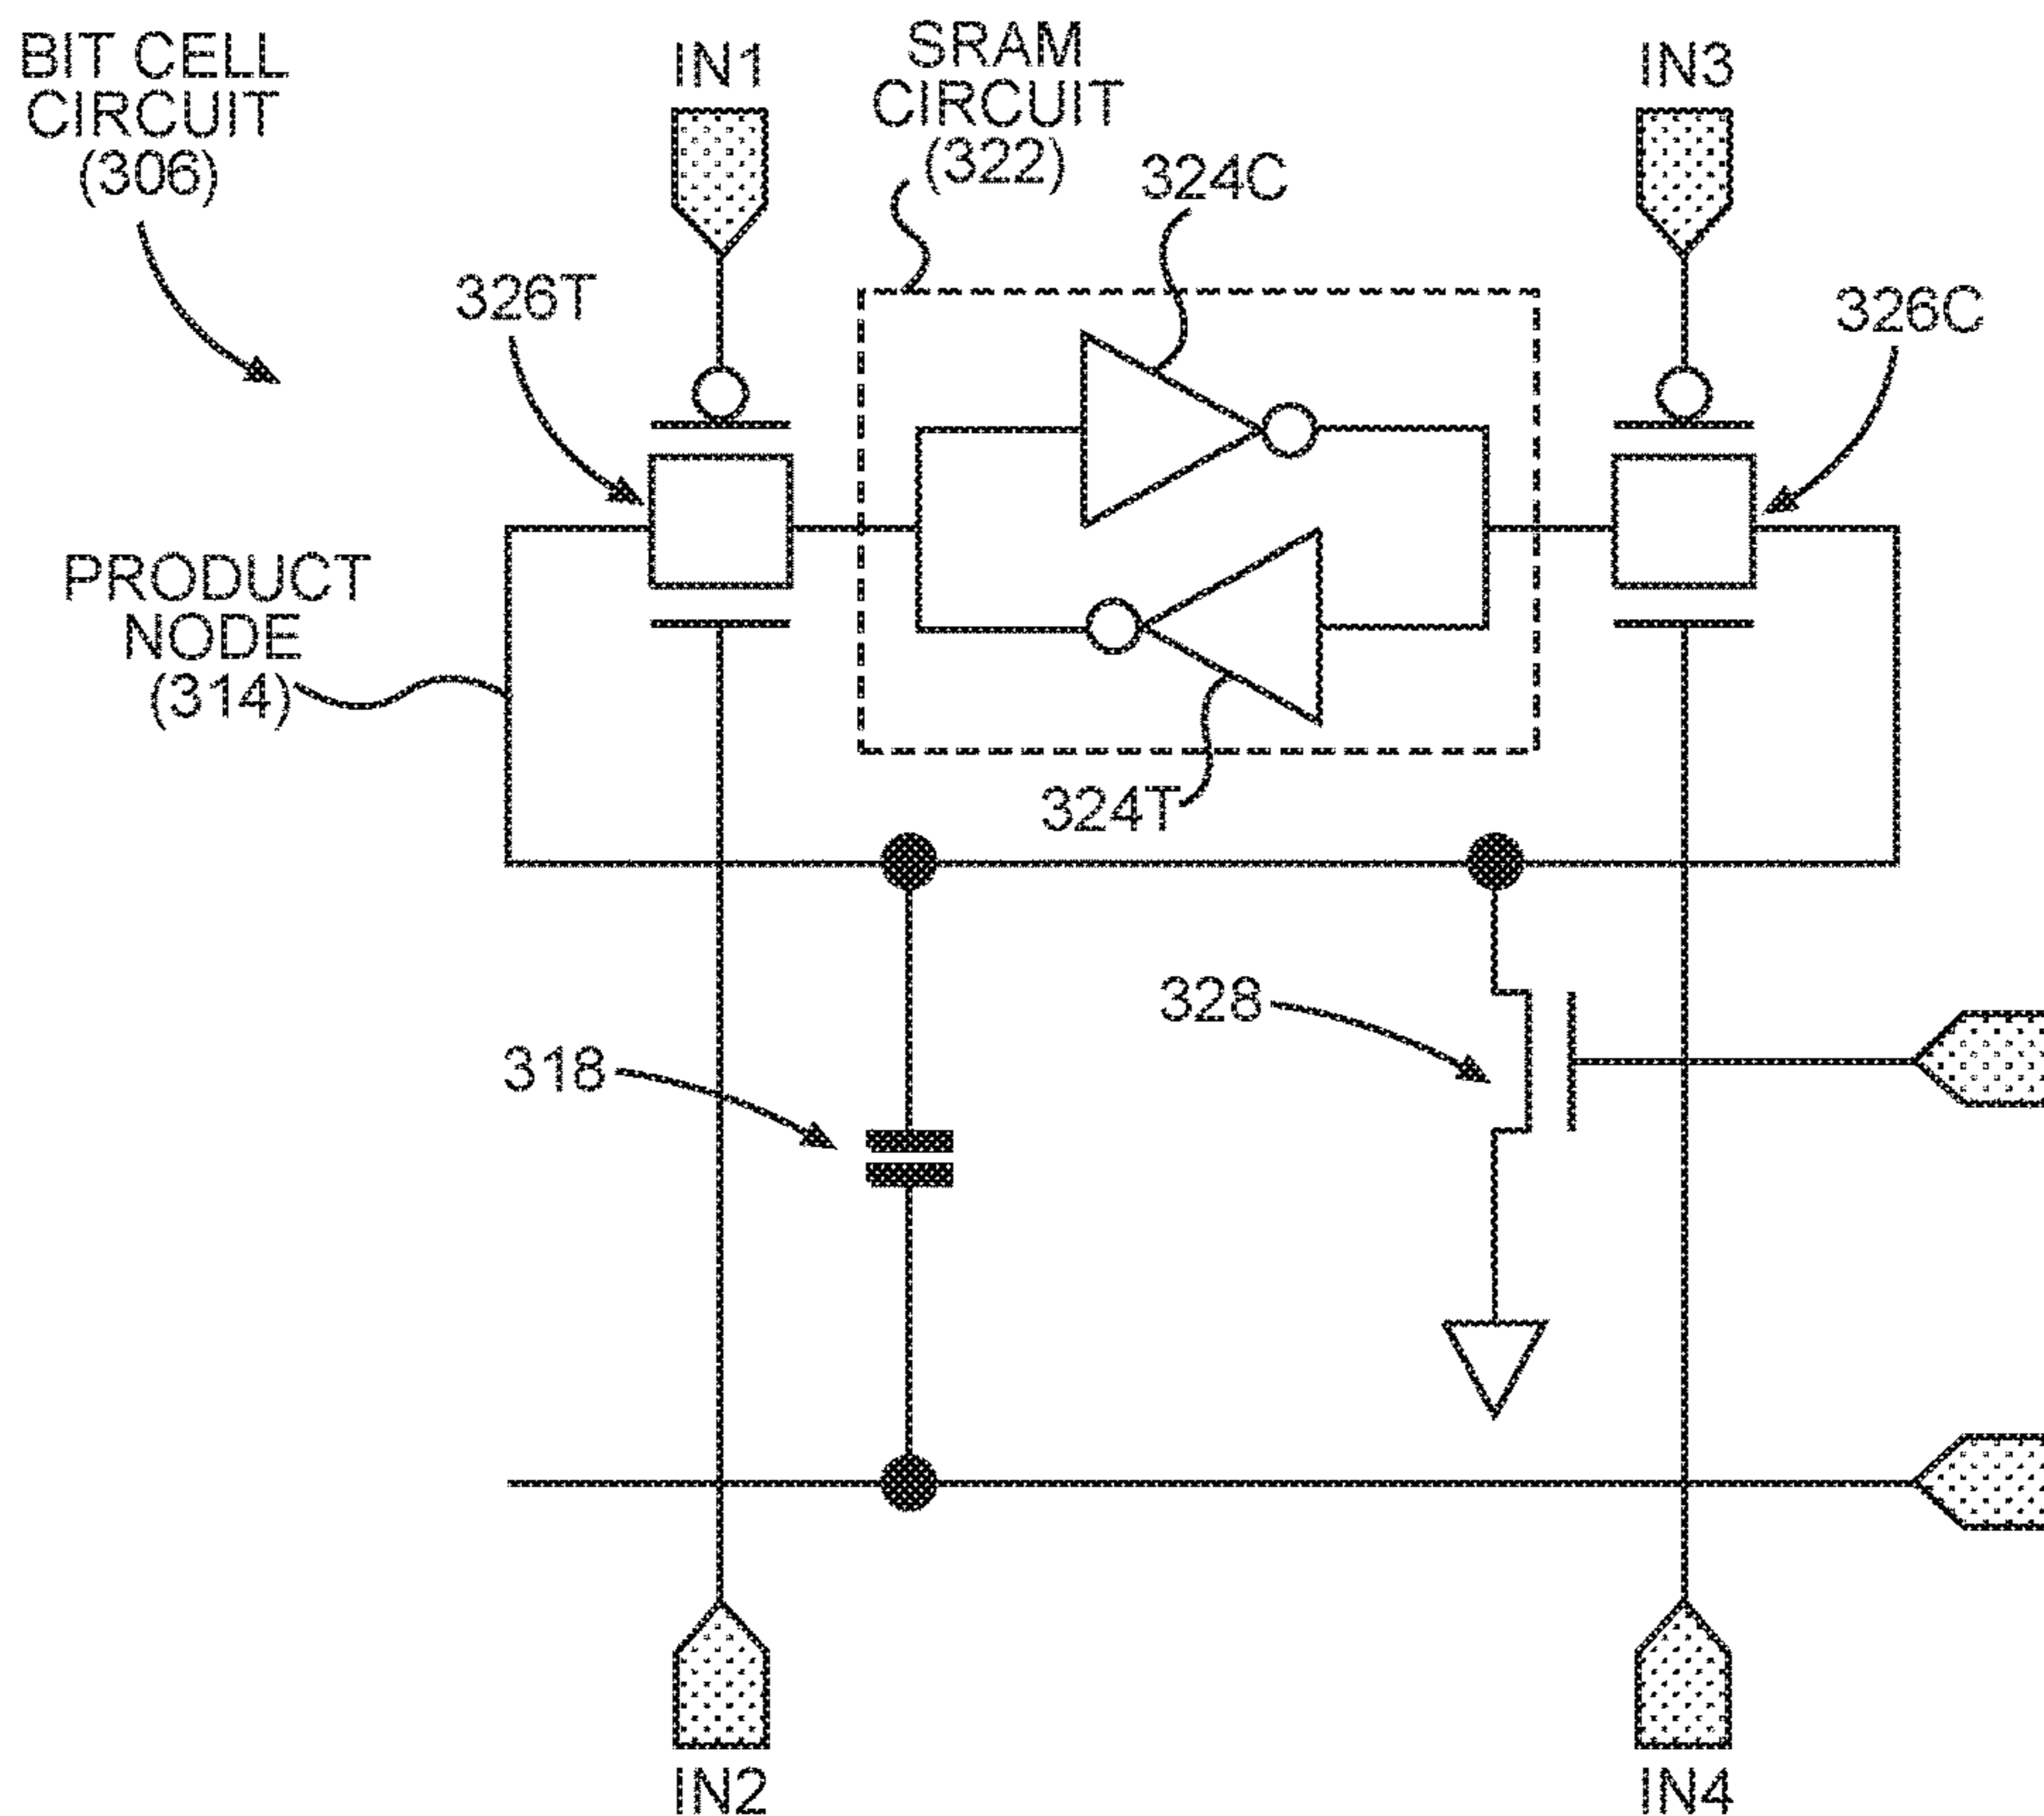 BIT CELL
CIRCUIT
(306)
IN1
SRAM
CIRCUIT
(322)
324C
IN3
326T
326C
PRODUCT
NODE
(314)
324T
328
318
IN2
IN4